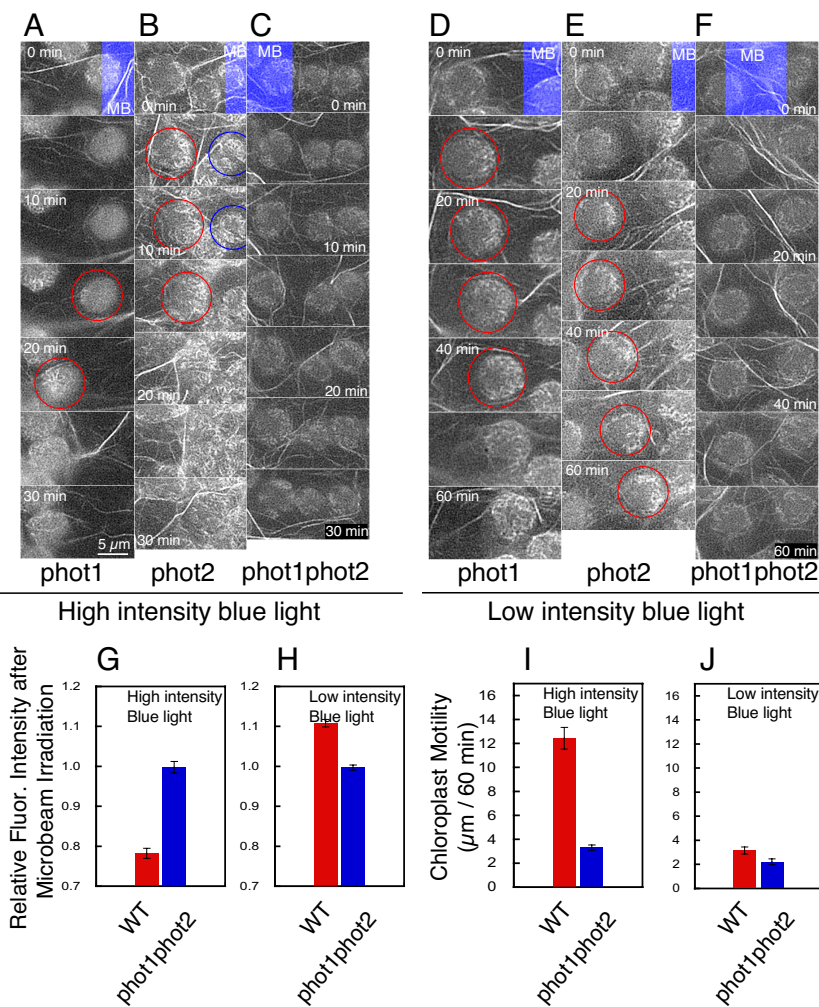 A B C D E F
0 min
MB
10 min
20 min
30 min
5 µm
MB
0 min
10 min
20 min
30 min
MB
0 min
10 min
20 min
30 min
MB
0 min
20 min
40 min
60 min
MB
0 min
20 min
40 min
60 min
MB
0 min
20 min
40 min
60 min
phot1 phot2 phot1phot2 phot1 phot2 phot1phot2
High intensity blue light Low intensity blue light
G H I J
Relative Fluor. Intensity after
Microbeam Irradiation
High intensity
Blue light
1.2
1.1
1.0
0.9
0.8
0.7
WT
phot1phot2
Low intensity
Blue light
1.2
1.1
1.0
0.9
0.8
0.7
WT
phot1phot2
Chloroplast Motility
(µm / 60 min)
High intensity
Blue light
16
14
12
10
8
6
4
2
0
WT
phot1phot2
Low intensity
Blue light
16
14
12
10
8
6
4
2
0
WT
phot1phot2